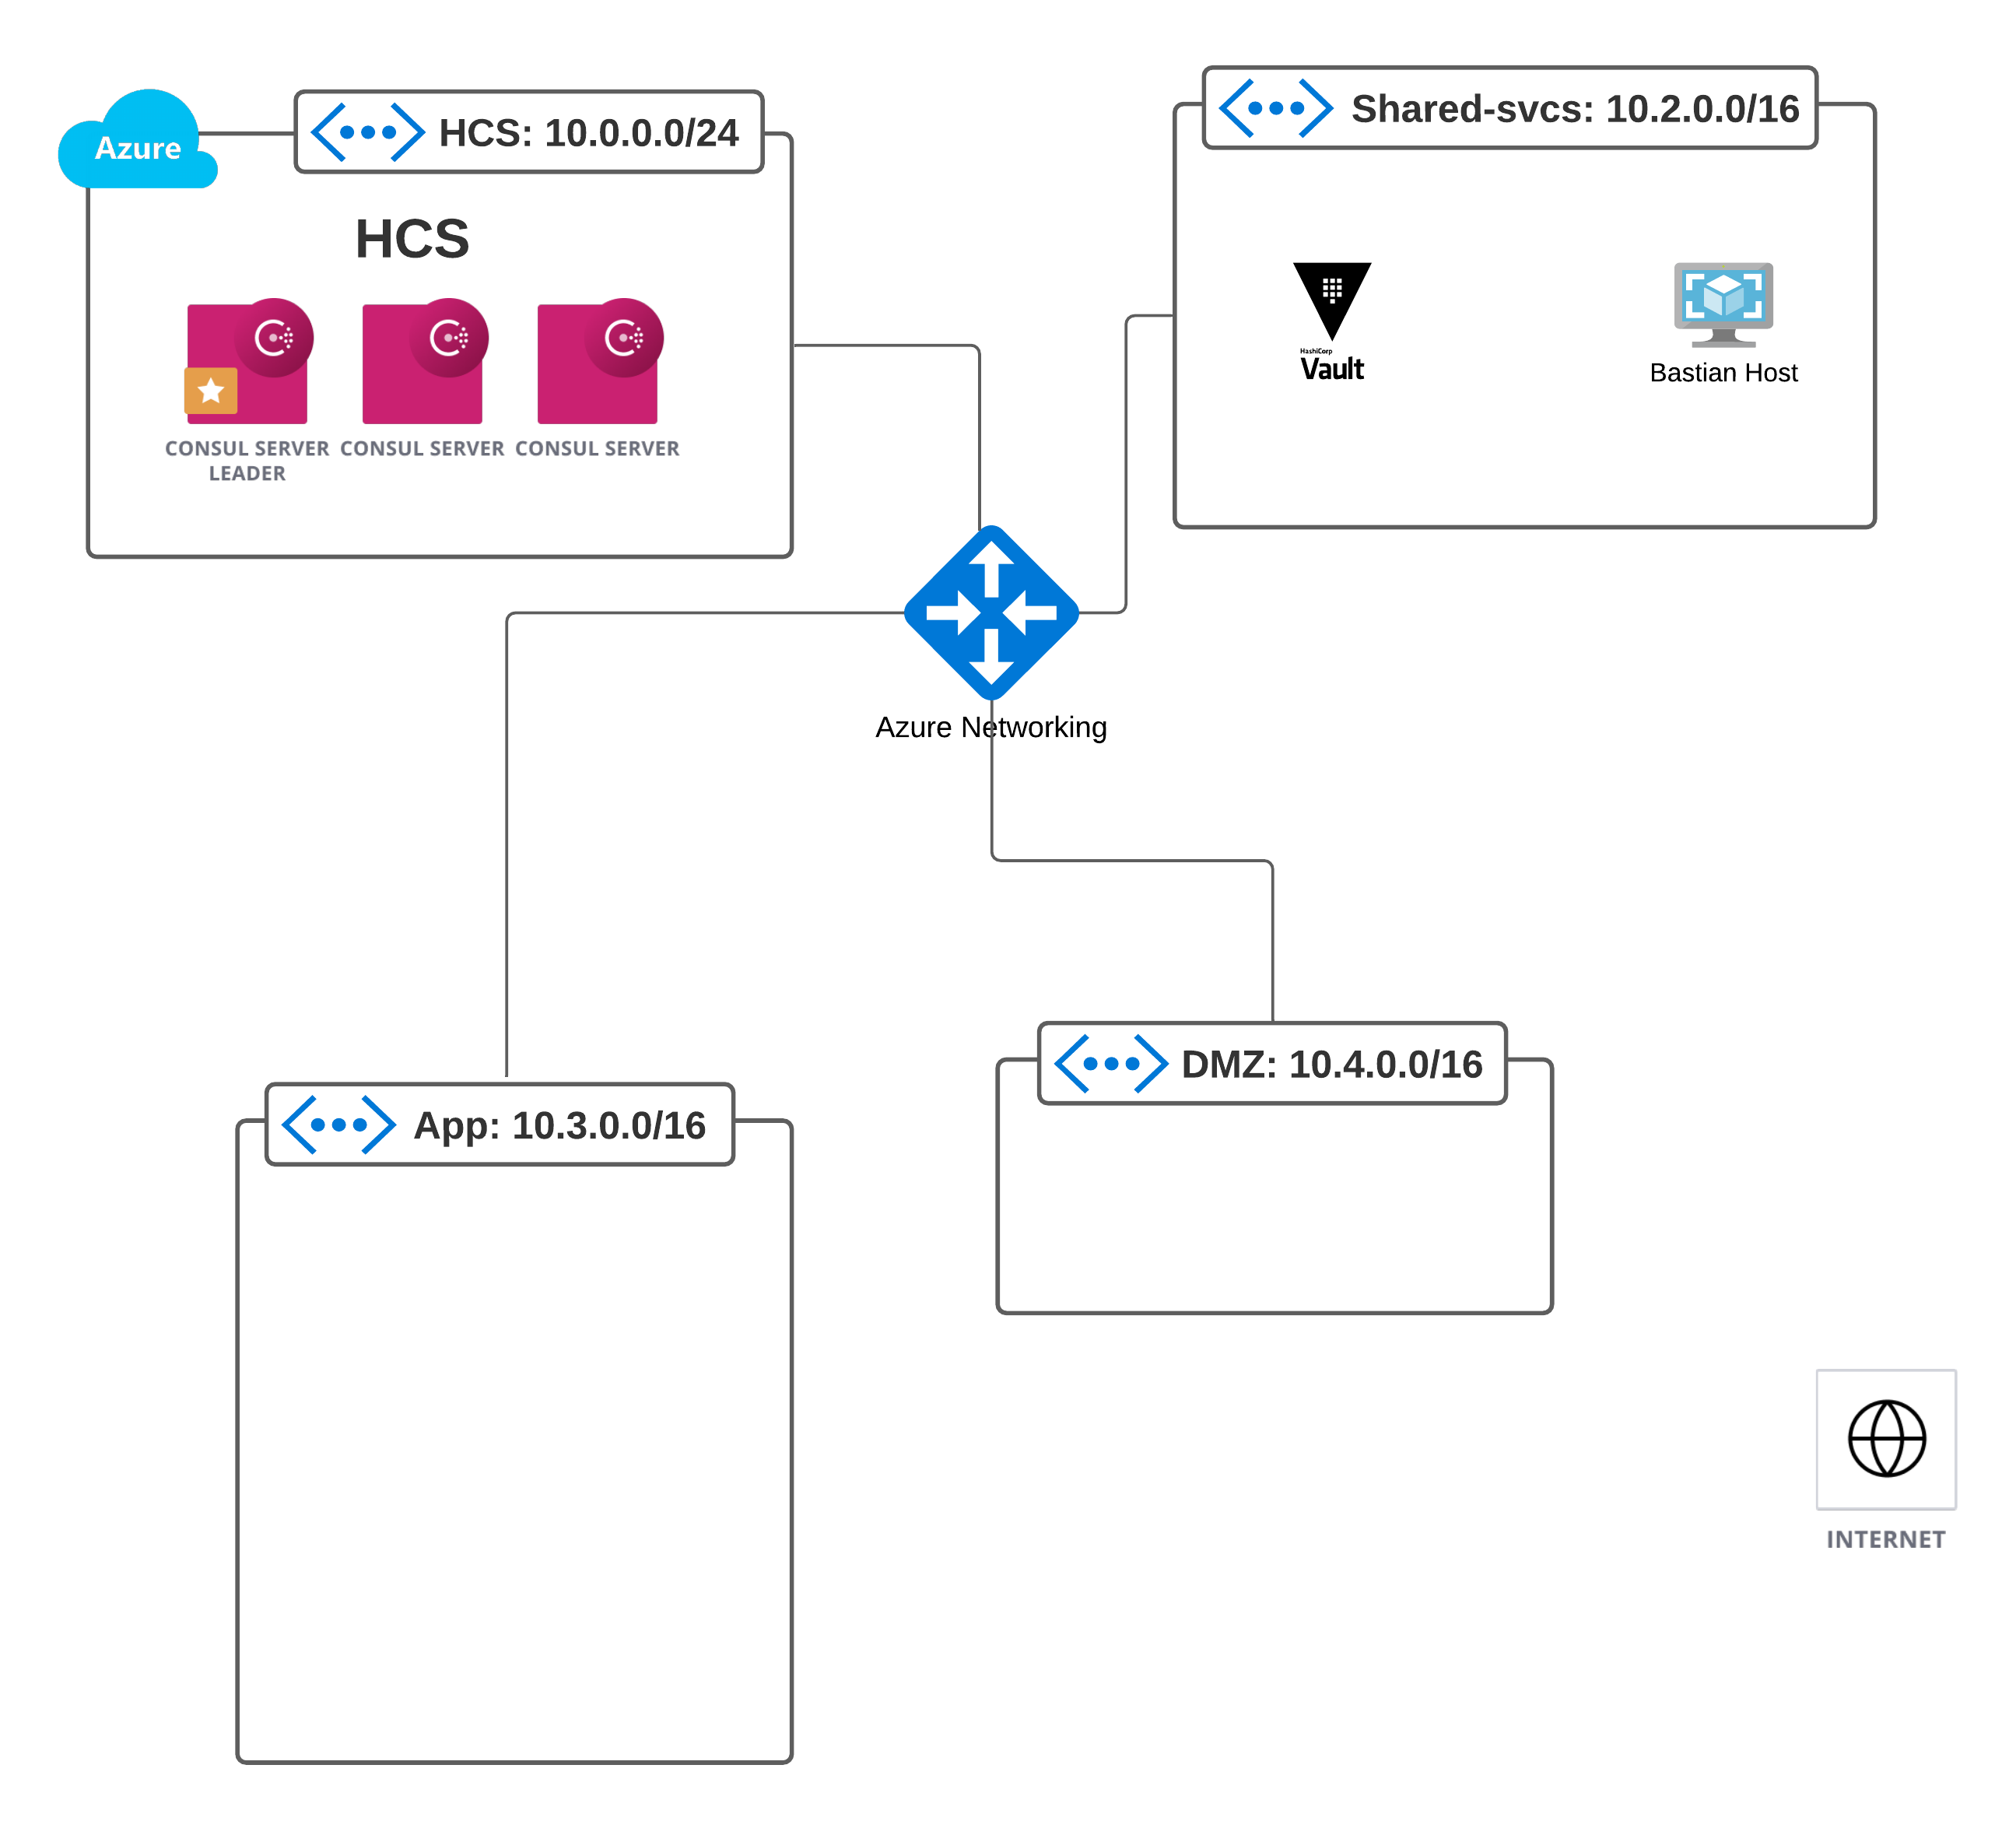 Azure
HCS: 10.0.0.0/24
HCS
CONSUL SERVER
LEADER
CONSUL SERVER
CONSUL SERVER
Shared-svcs: 10.2.0.0/16
HashiCorp
Vault
Bastian Host
Azure Networking
App: 10.3.0.0/16
DMZ: 10.4.0.0/16
INTERNET